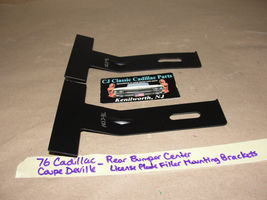 CJ Classic Cadillac Parts
Kenilworth, NJ
76 Cadillac - Rear Bumper Center
Coupe Deville License Plate Filler Mounting Brackets